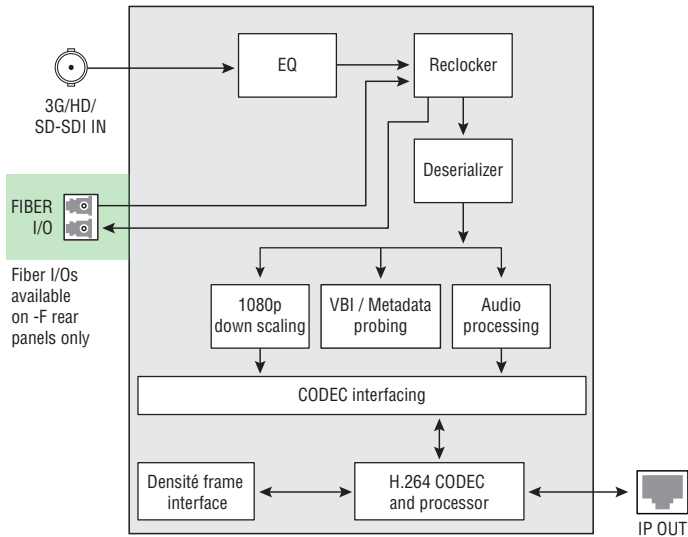 EQ
Reclocker
3G/HD/
SD-SDI IN
Deserializer
FIBER
I/O
Fiber I/Os
available
on -F rear
panels only
1080p
down scaling
VBI / Metadata
probing
Audio
processing
CODEC interfacing
Densité frame
interface
H.264 CODEC
and processor
IP OUT